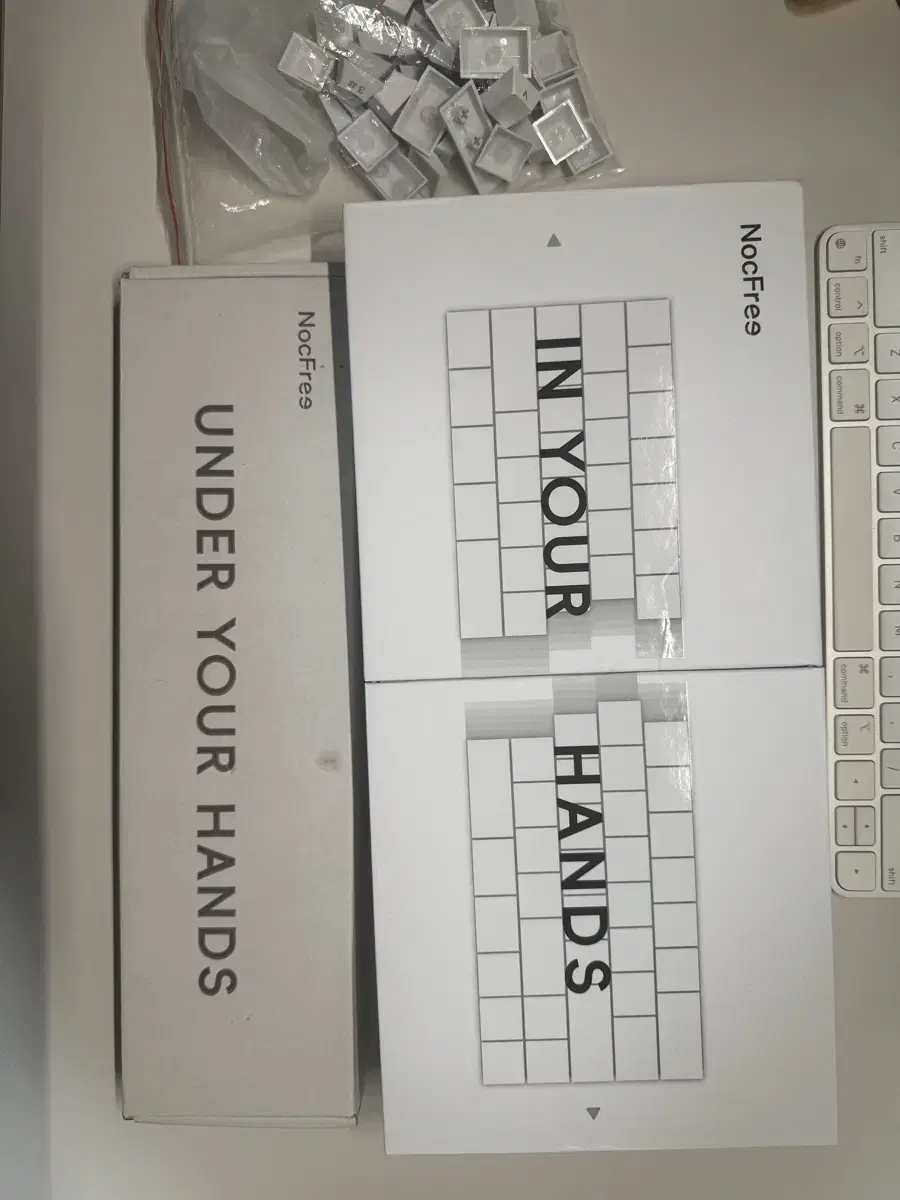 NocFree
IN YOUR
HANDS
NocFree
UNDER YOUR HANDS
shift
Z
X
C
V
B
N
M
,
.
/
shift
fn
control
option
command
command
option